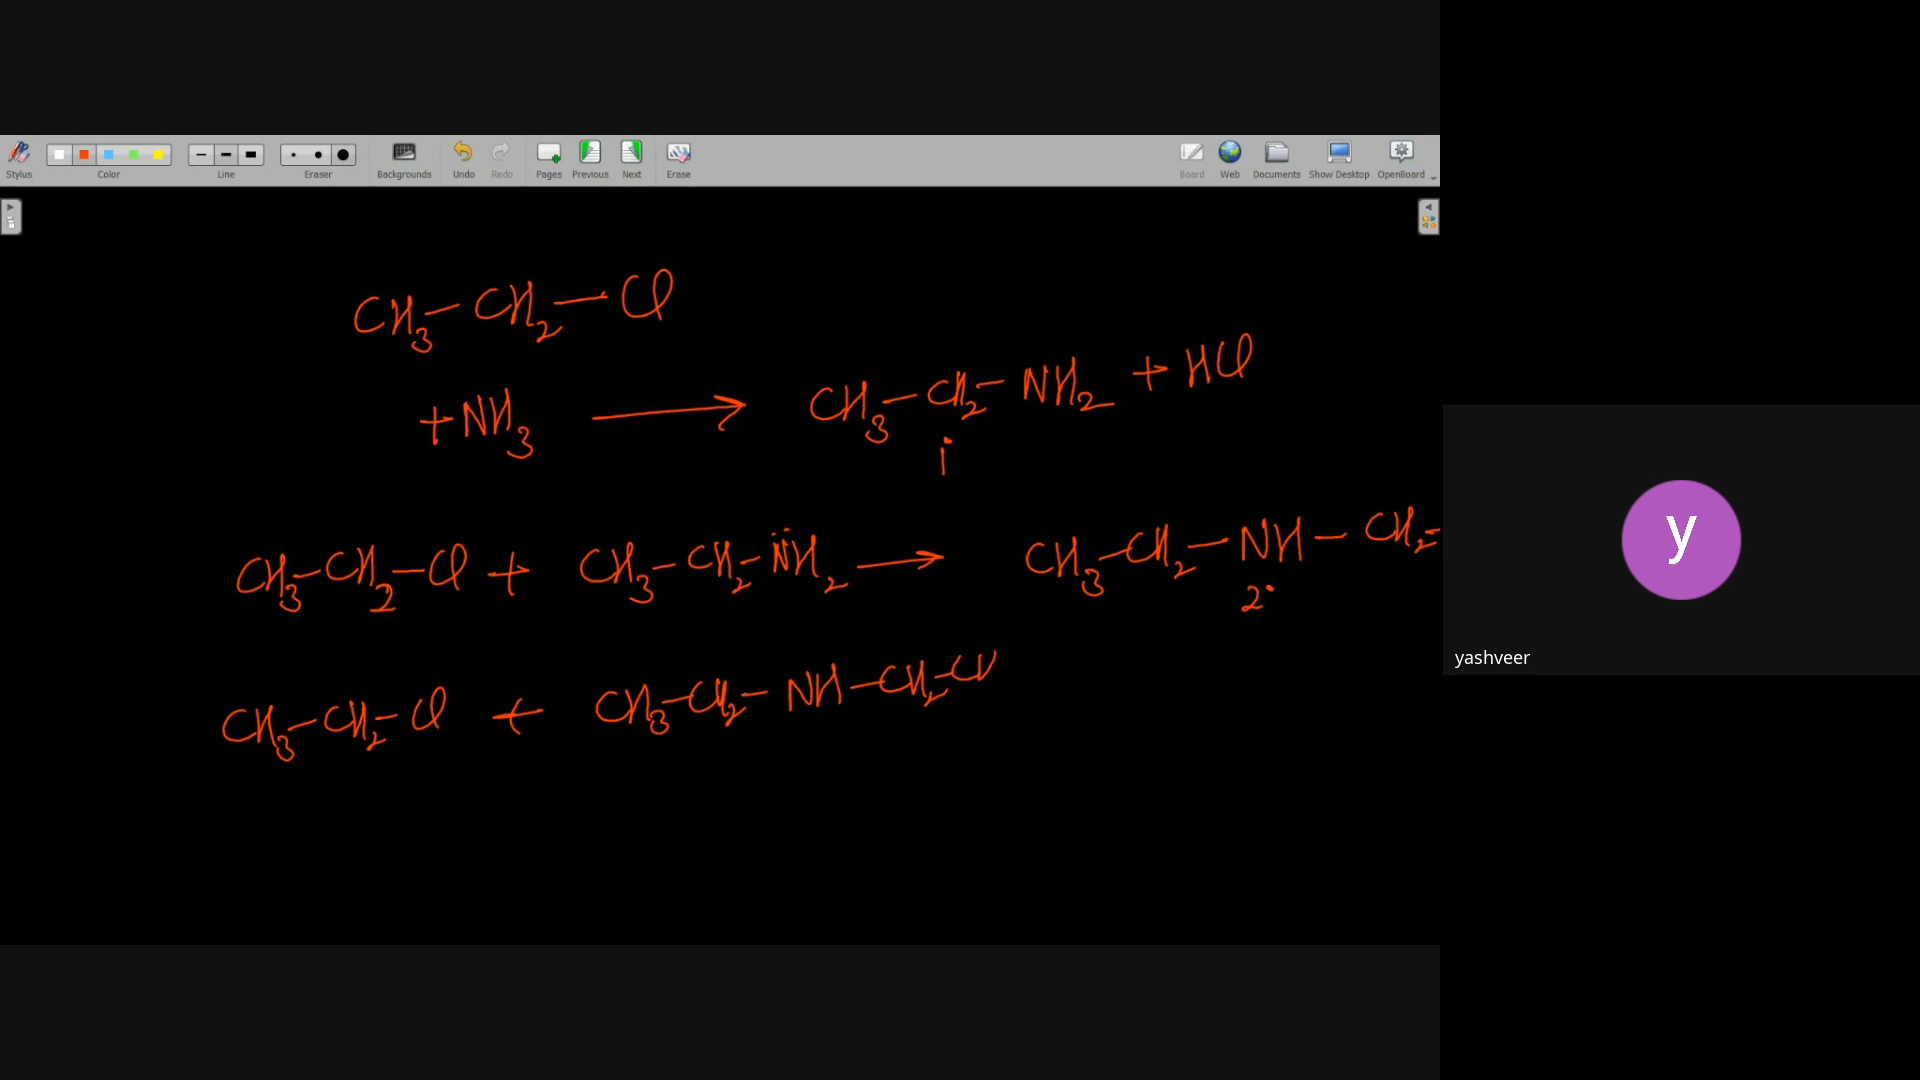 Stylus Color Line Eraser Backgrounds Undo Redo Pages Previous Next Erase Board Web Documents Show Desktop OpenBoard
CH3-CH2-Cl
+NH3 ⟶ CH3-CH2-NH2 + HCl
1°
CH3-CH2-Cl + CH3-CH2-N̈H2 ⟶ CH3-CH2-NH-CH2-
2°
CH3-CH2-Cl + CH3-CH2-NH-CH2-
y
yashveer